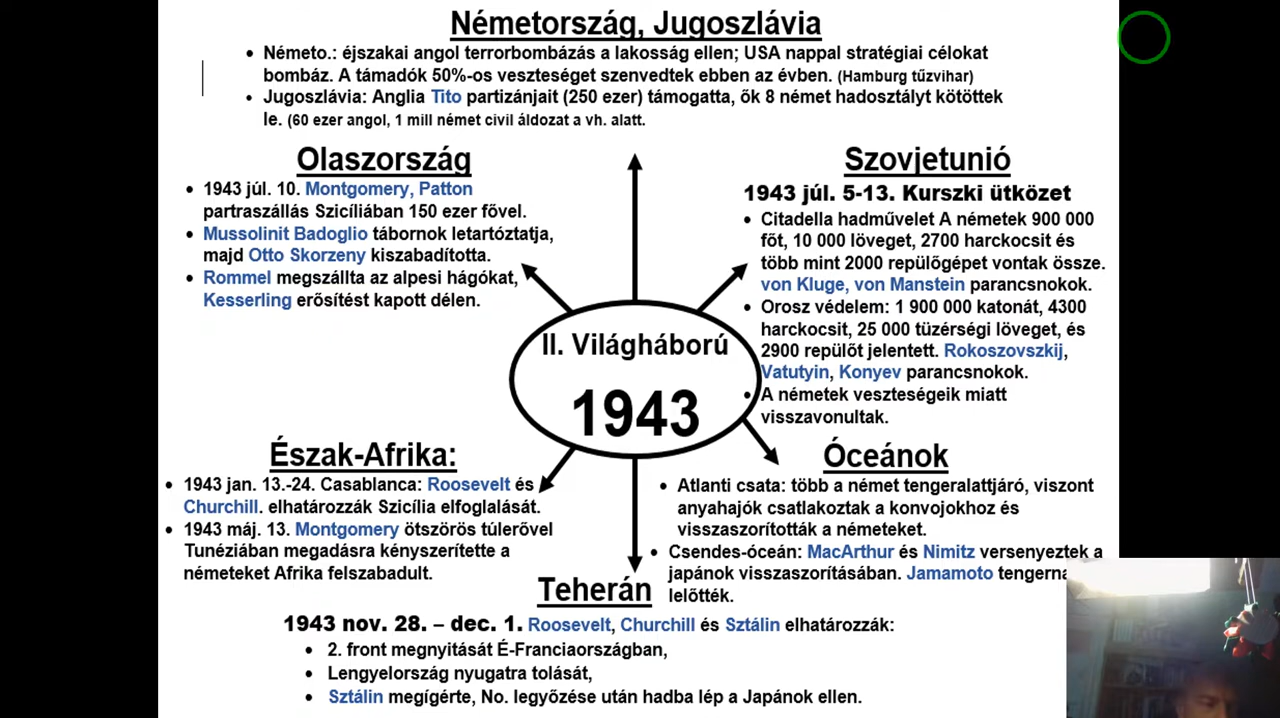 Németország, Jugoszlávia
• Németo.: éjszakai angol terrorbombázás a lakosság ellen; USA nappal stratégiai célokat
bombáz. A támadók 50%-os veszteséget szenvedtek ebben az évben. (Hamburg tűzvihar)
• Jugoszlávia: Anglia Tito partizánjait (250 ezer) támogatta, ők 8 német hadosztályt kötöttek
le. (60 ezer angol, 1 mill német civil áldozat a vh. alatt.
Olaszország
• 1943 júl. 10. Montgomery, Patton
partraszállás Szicíliában 150 ezer fővel.
• Mussolinit Badoglio tábornok letartóztatja,
majd Otto Skorzeny kiszabadította.
• Rommel megszállta az alpesi hágókat,
Kesserling erősítést kapott délen.
Szovjetunió
1943 júl. 5-13. Kurszki ütközet
• Citadella hadművelet A németek 900 000
főt, 10 000 löveget, 2700 harckocsit és
több mint 2000 repülőgépet vontak össze.
von Kluge, von Manstein parancsnokok.
• Orosz védelem: 1 900 000 katonát, 4300
harckocsit, 25 000 tüzérségi löveget, és
2900 repülőt jelentett. Rokoszovszkij,
Vatutyin, Konyev parancsnokok.
• A németek veszteségeik miatt
visszavonultak.
II. Világháború
1943
Észak-Afrika:
• 1943 jan. 13.-24. Casablanca: Roosevelt és
Churchill. elhatározzák Szicília elfoglalását.
• 1943 máj. 13. Montgomery ötszörös túlerővel
Tunéziában megadásra kényszerítette a
németeket Afrika felszabadult.
Óceánok
• Atlanti csata: több a német tengeralattjáró, viszont
anyahajók csatlakoztak a konvojokhoz és
visszaszorították a németeket.
• Csendes-óceán: MacArthur és Nimitz versenyeztek a
japánok visszaszorításában. Jamamoto tengerna
lelőtték.
Teherán
1943 nov. 28. – dec. 1. Roosevelt, Churchill és Sztálin elhatározzák:
• 2. front megnyitását É-Franciaországban,
• Lengyelország nyugatra tolását,
• Sztálin megígérte, No. legyőzése után hadba lép a Japánok ellen.